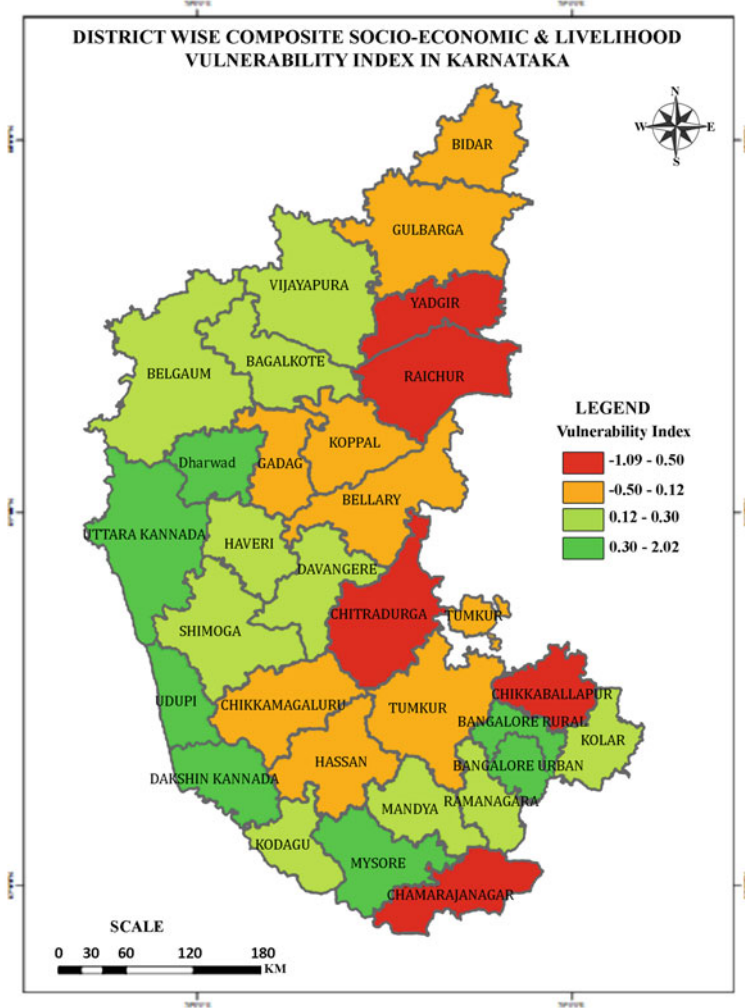 DISTRICT WISE COMPOSITE SOCIO-ECONOMIC & LIVELIHOOD
VULNERABILITY INDEX IN KARNATAKA
N
W
E
S
BIDAR
GULBARGA
VIJAYAPURA
YADGIR
BAGALKOTE
BELGAUM
RAICHUR
LEGEND
Vulnerability Index
-1.09 - 0.50
-0.50 - 0.12
0.12 - 0.30
0.30 - 2.02
KOPPAL
Dharwad
GADAG
BELLARY
UTTARA KANNADA
HAVERI
DAVANGERE
CHITRADURGA
TUMKUR
SHIMOGA
CHIKKABALLAPUR
UDUPI
CHIKKAMAGALURU
TUMKUR
BANGALORE RURAL
KOLAR
HASSAN
BANGALORE URBAN
DAKSHIN KANNADA
RAMANAGARA
MANDYA
KODAGU
MYSORE
CHAMARAJANAGAR
SCALE
0 30 60 120 180
KM